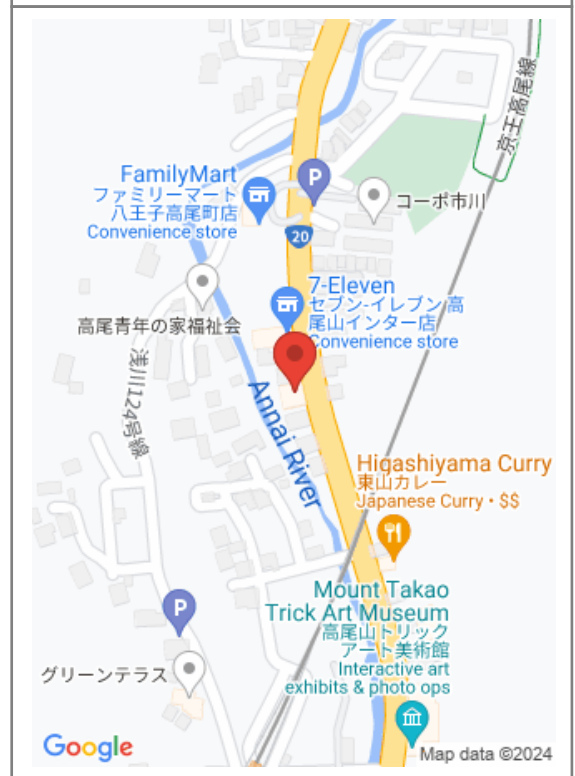 京王高尾線
FamilyMart
ファミリーマート
八王子高尾町店
Convenience store
P
コーポ市川
20
7-Eleven
セブン-イレブン 高
尾山インター店
Convenience store
高尾青年の家福祉会
浅川124号線
Annai River
Higashiyama Curry
東山カレー
Japanese Curry • $$
Mount Takao
Trick Art Museum
高尾山トリック
アート美術館
Interactive art
exhibits & photo ops
P
グリーンテラス
Google
Map data ©2024